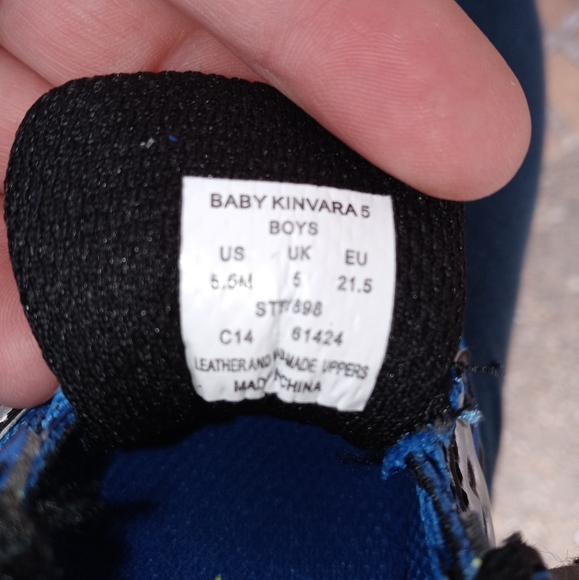 BABY KINVARA 5
BOYS
US UK EU
5.5M 5 21.5
C14 61424
LEATHER AND UPPERS
MADE CHINA